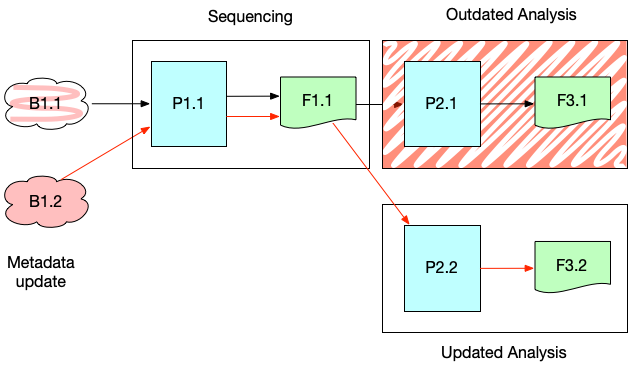 Sequencing
Outdated Analysis
B1.1
P1.1
F1.1
P2.1
F3.1
B1.2
Metadata
update
P2.2
F3.2
Updated Analysis